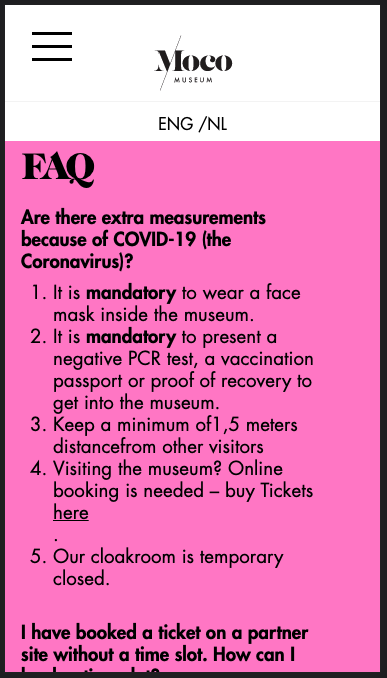 Moco
MUSEUM
ENG /NL
FAQ
Are there extra measurements
because of COVID-19 (the
Coronavirus)?
1. It is mandatory to wear a face
mask inside the museum.
2. It is mandatory to present a
negative PCR test, a vaccination
passport or proof of recovery to
get into the museum.
3. Keep a minimum of1,5 meters
distancefrom other visitors
4. Visiting the museum? Online
booking is needed – buy Tickets
here
.
5. Our cloakroom is temporary
closed.
I have booked a ticket on a partner
site without a time slot. How can I